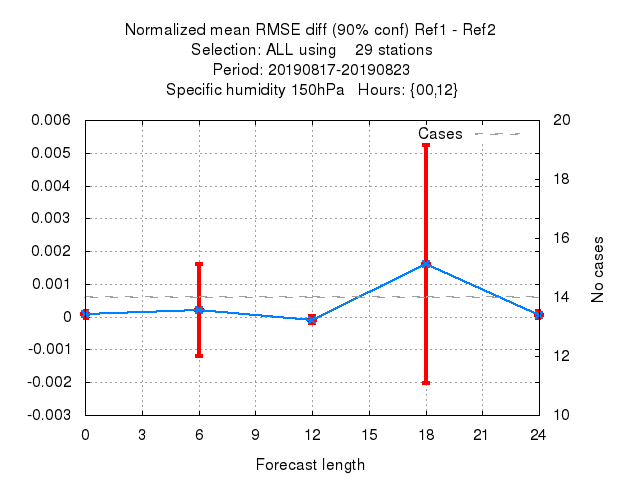 Normalized mean RMSE diff (90% conf) Ref1 - Ref2
Selection: ALL using    29 stations
Period: 20190817-20190823
Specific humidity 150hPa   Hours: {00,12}
0.006
0.005
0.004
0.003
0.002
0.001
0
-0.001
-0.002
-0.003
Cases
20
18
16
14
12
10
No cases
0 3 6 9 12 15 18 21 24
Forecast length